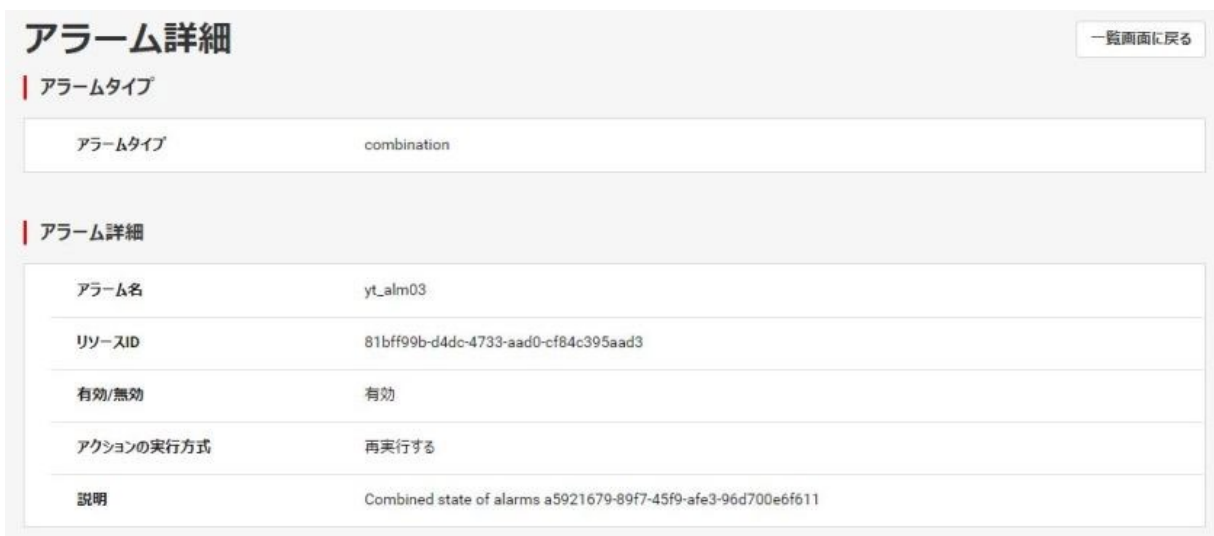 アラーム詳細
一覧画面に戻る
アラームタイプ
アラームタイプ combination
アラーム詳細
アラーム名 yt_alm03
リソースID 81bff99b-d4dc-4733-aad0-cf84c395aad3
有効/無効 有効
アクションの実行方式 再実行する
説明 Combined state of alarms a5921679-89f7-45f9-afe3-96d700e6f611